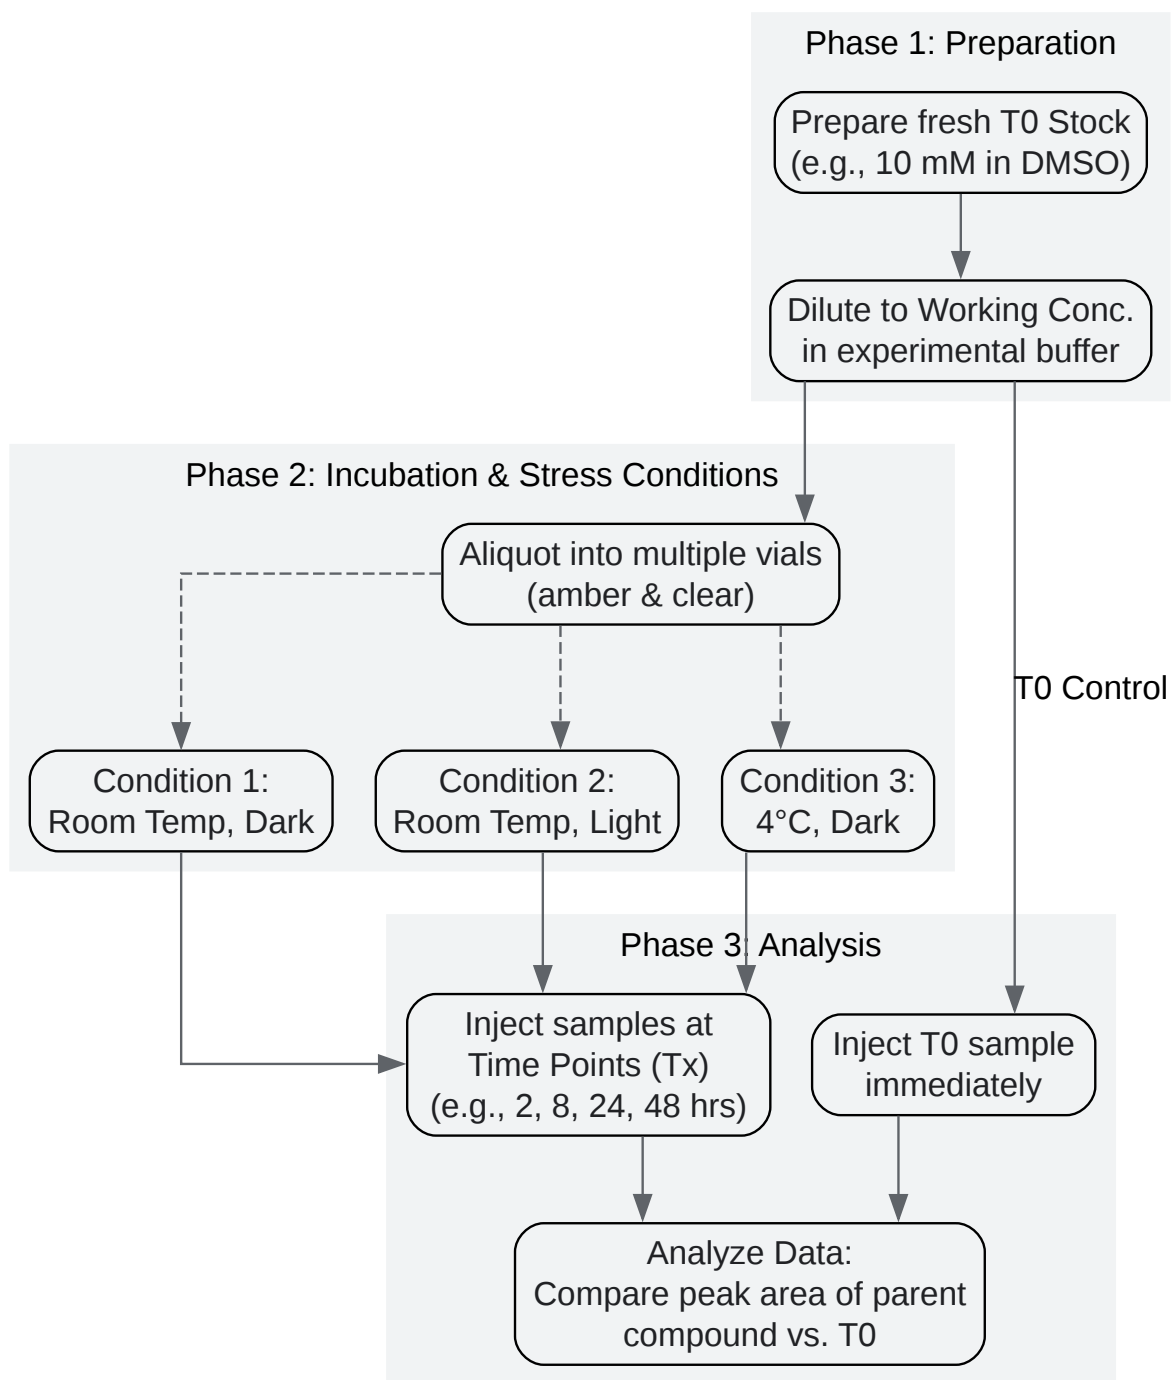 Phase 1: Preparation
Prepare fresh T0 Stock
(e.g., 10 mM in DMSO)
Dilute to Working Conc.
in experimental buffer
Phase 2: Incubation & Stress Conditions
Aliquot into multiple vials
(amber & clear)
T0 Control
Condition 1:
Room Temp, Dark
Condition 2:
Room Temp, Light
Condition 3:
4°C, Dark
Phase 3: Analysis
Inject samples at
Time Points (Tx)
(e.g., 2, 8, 24, 48 hrs)
Inject T0 sample
immediately
Analyze Data:
Compare peak area of parent
compound vs. T0